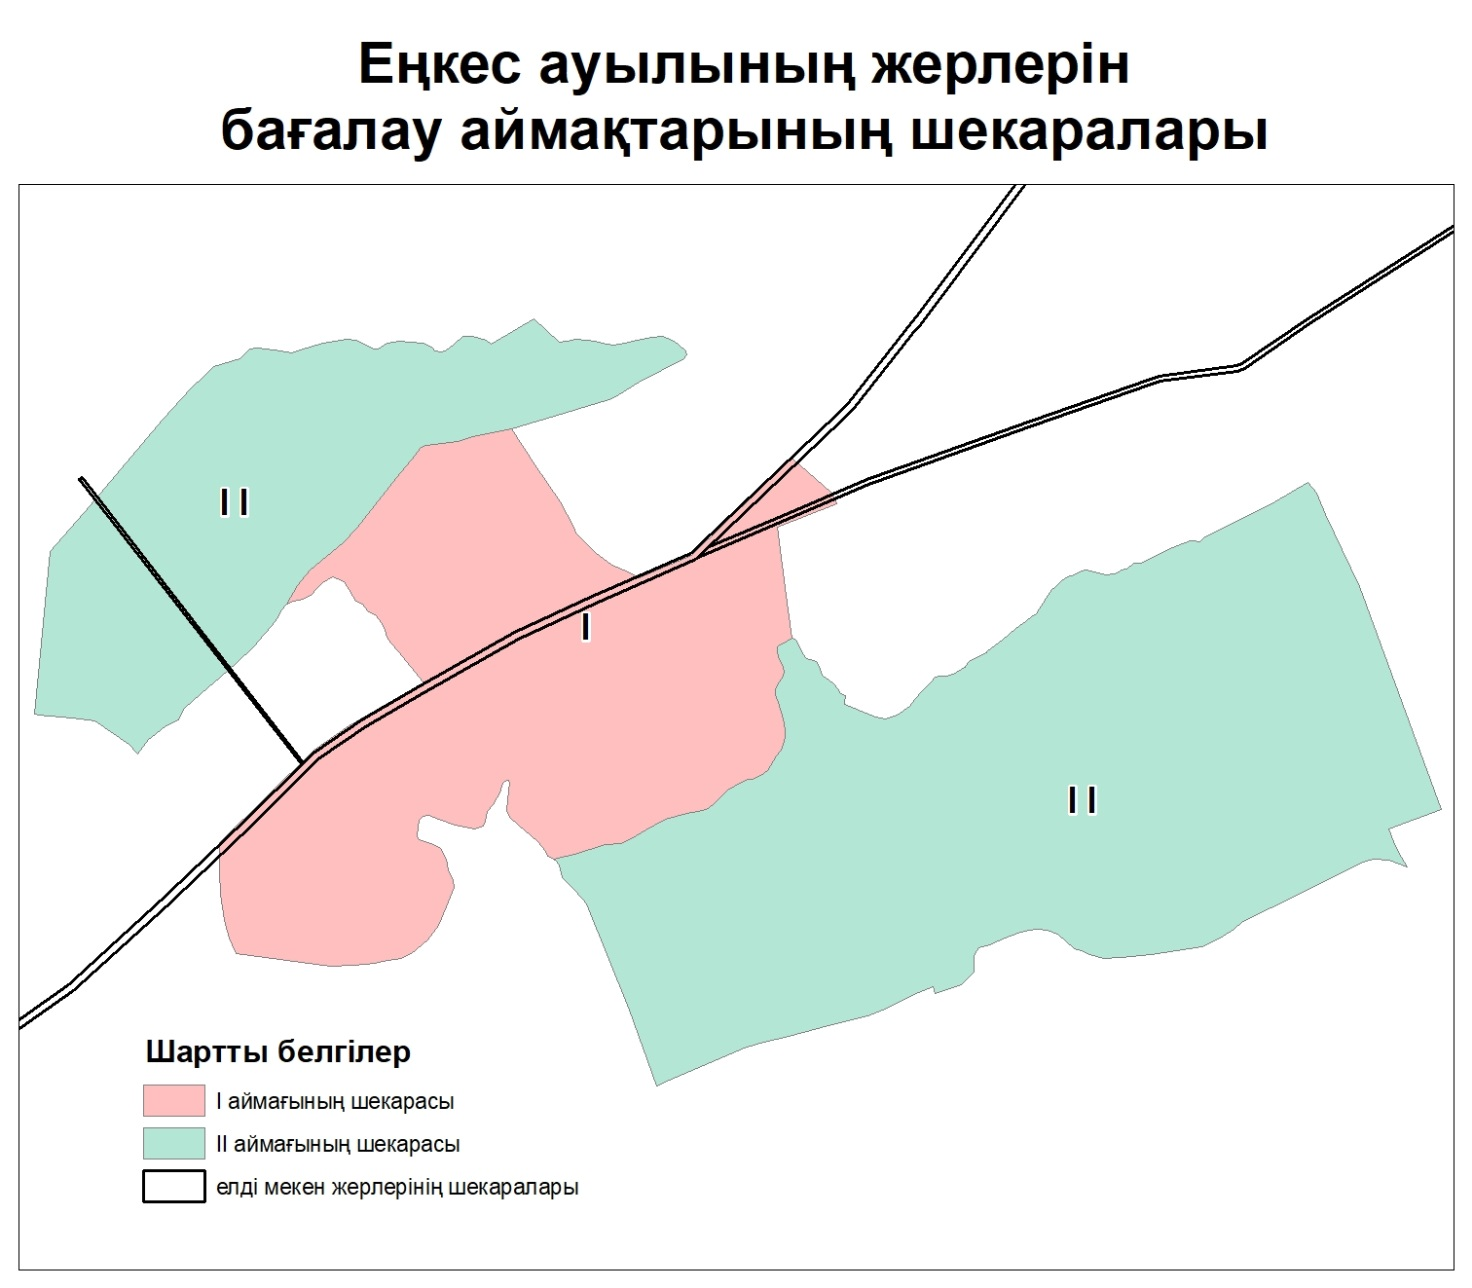 Еңкес ауылының жерлерін
бағалау аймақтарының шекаралары
I I
I
I I
Шартты белгілер
I аймағының шекарасы
II аймағының шекарасы
елді мекен жерлерінің шекаралары